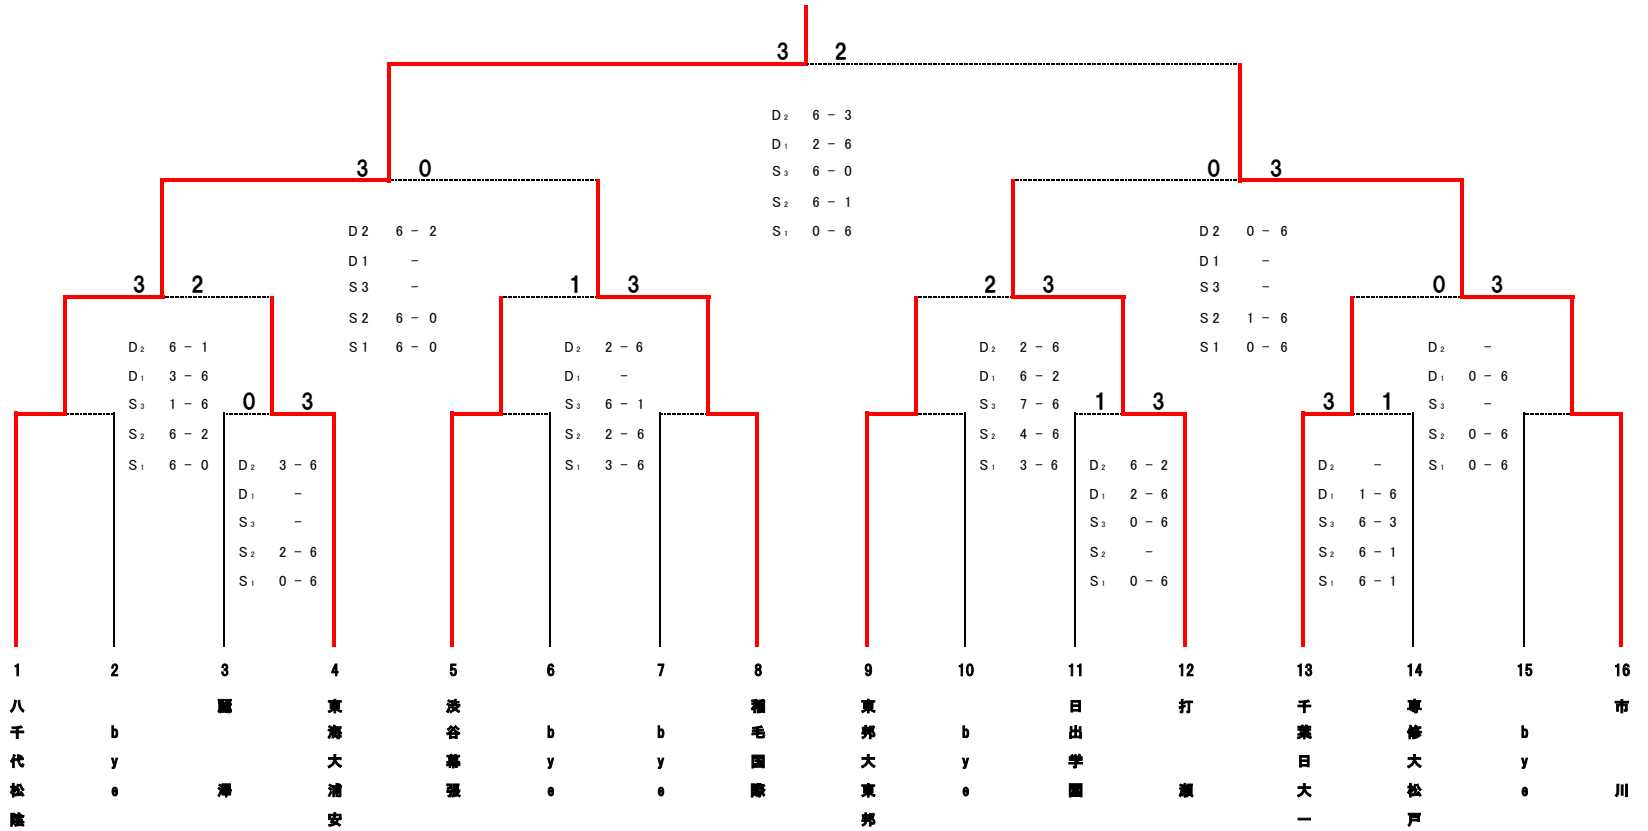 3 2
D₂ 6 - 3
D₁ 2 - 6
S₃ 6 - 0
S₂ 6 - 1
S₁ 0 - 6
3 0
D2 6 - 2
D1 -
S3 -
S2 6 - 0
S1 6 - 0
0 3
D2 0 - 6
D1 -
S3 -
S2 1 - 6
S1 0 - 6
3 2
D₂ 6 - 1
D₁ 3 - 6
S₃ 1 - 6
S₂ 6 - 2
S₁ 6 - 0
1 3
D₂ 2 - 6
D₁ -
S₃ 6 - 1
S₂ 2 - 6
S₁ 3 - 6
2 3
D₂ 2 - 6
D₁ 6 - 2
S₃ 7 - 6
S₂ 4 - 6
S₁ 3 - 6
0 3
D₂ -
D₁ 0 - 6
S₃ -
S₂ 0 - 6
S₁ 0 - 6
0 3
D₂ 3 - 6
D₁ -
S₃ -
S₂ 2 - 6
S₁ 0 - 6
1 3
D₂ 6 - 2
D₁ 2 - 6
S₃ 0 - 6
S₂ -
S₁ 0 - 6
3 1
D₂ -
D₁ 1 - 6
S₃ 6 - 3
S₂ 6 - 1
S₁ 6 - 1
1 2 3 4 5 6 7 8 9 10 11 12 13 14 15 16
八千代松陰
bye
麗澤
東海大浦安
渋谷幕張
bye
bye
稲毛国際
東邦大東邦
bye
日出学園
打瀬
千葉日大一
専修大松戸
bye
市川